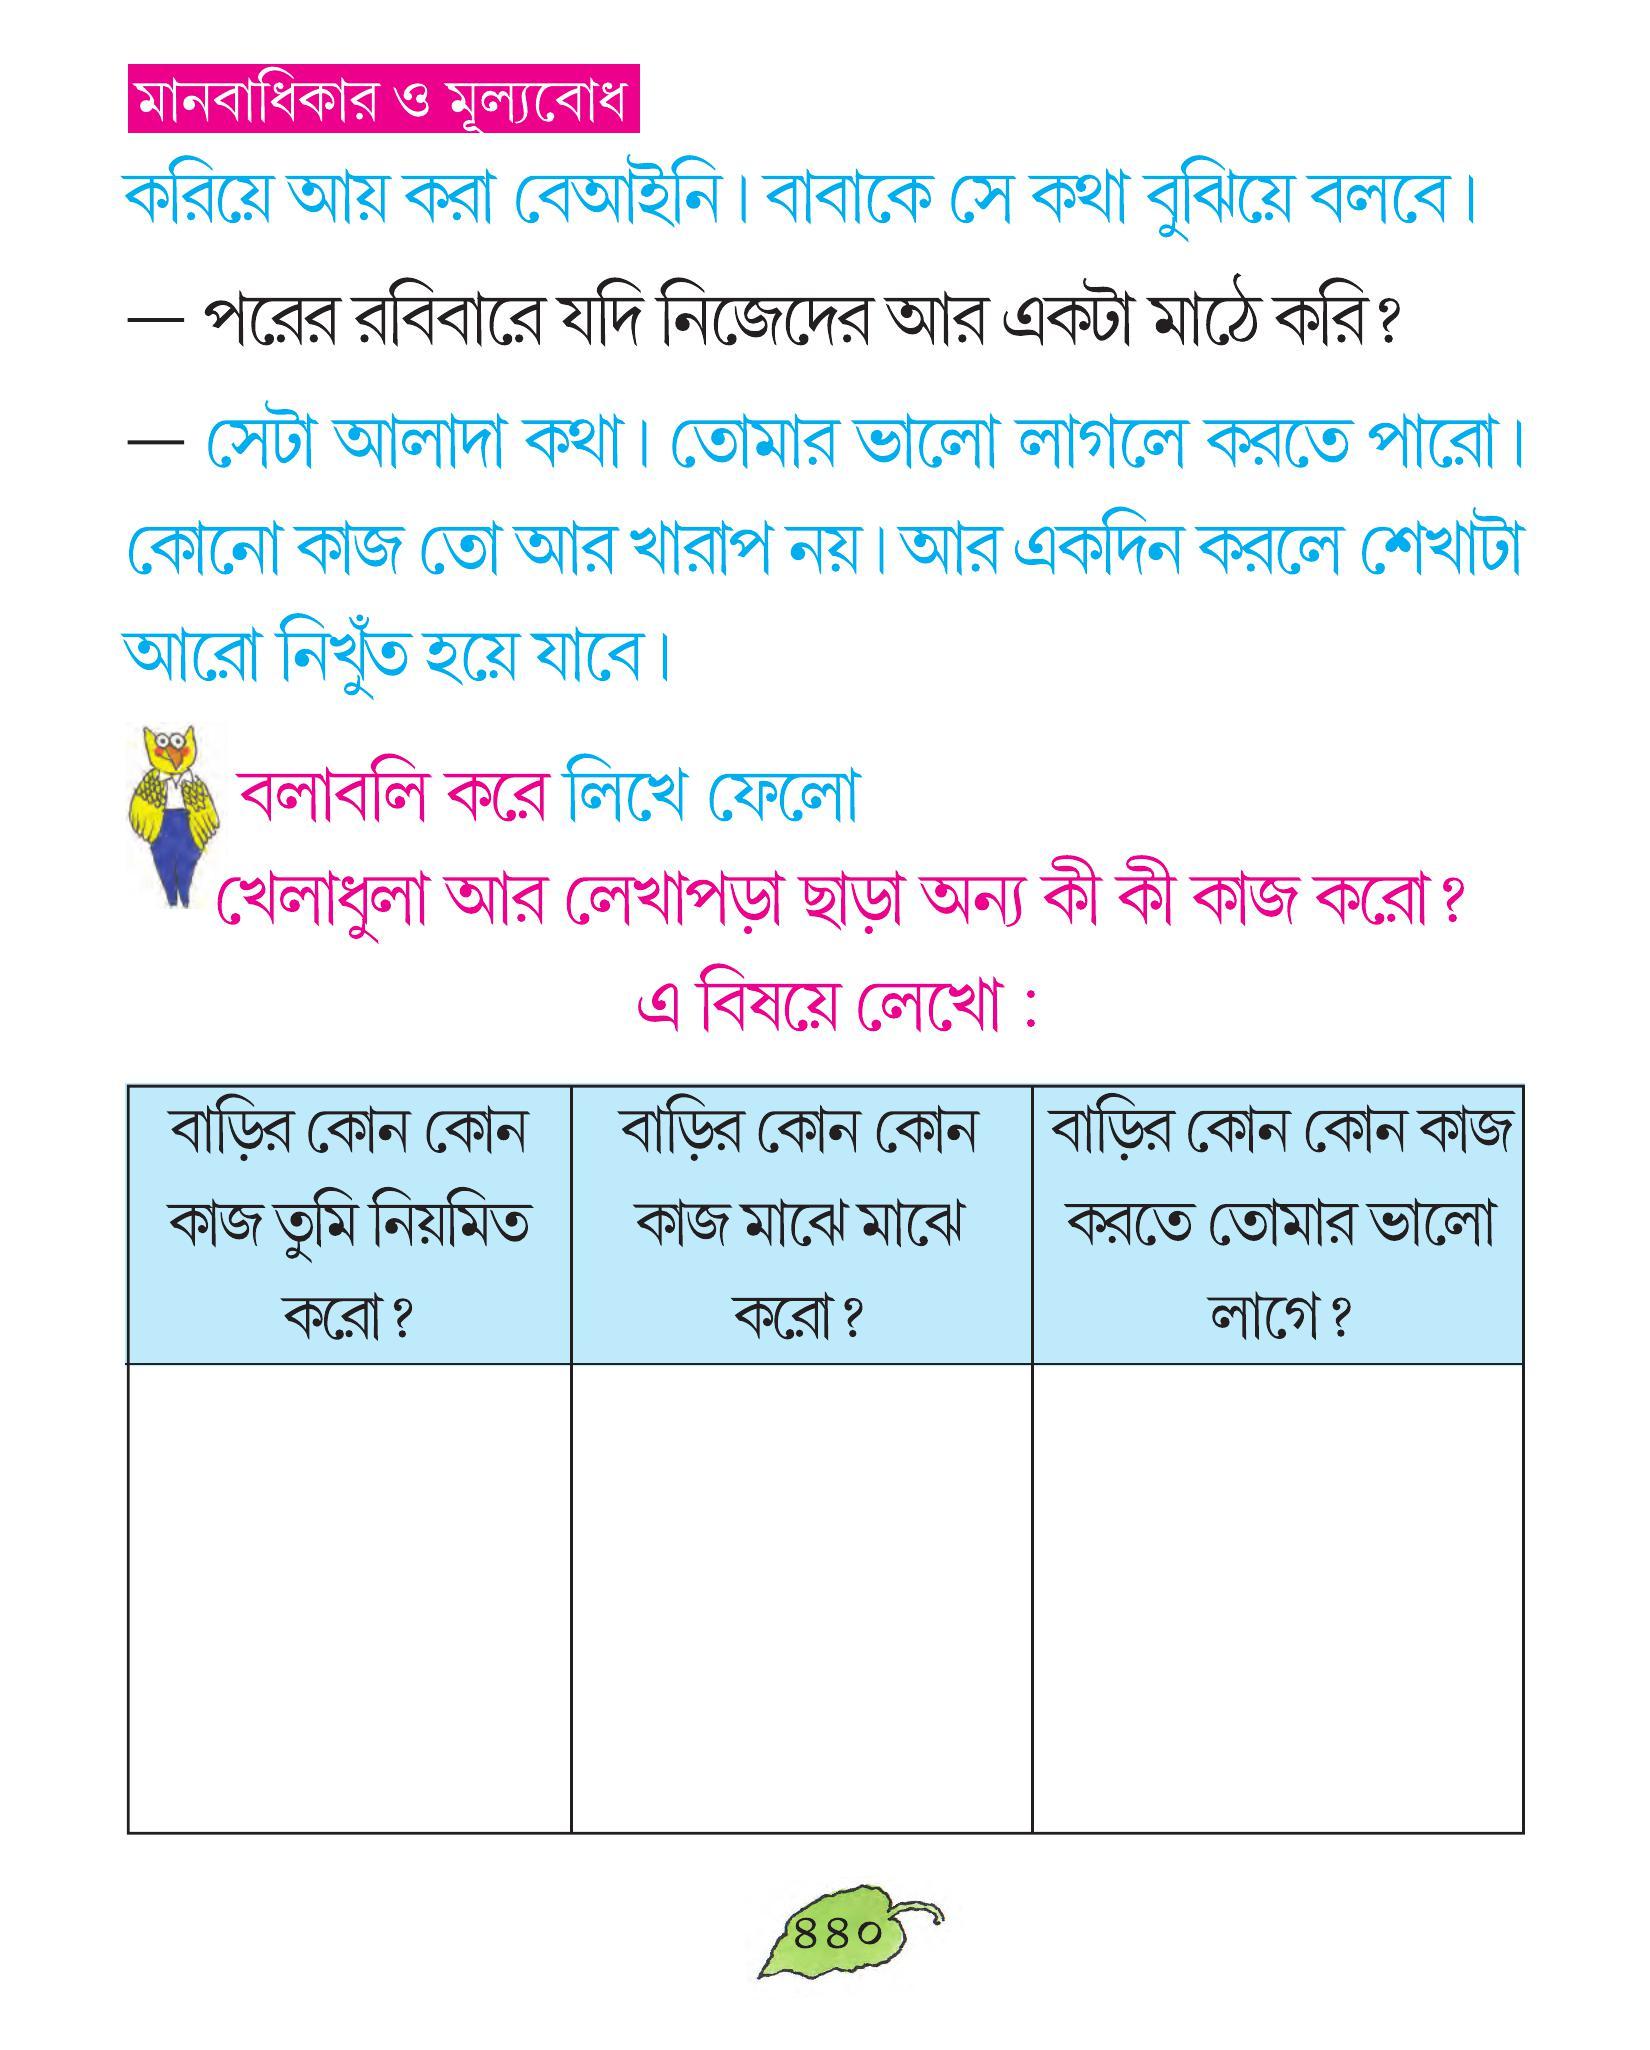 মানবাধিকার ও মূল্যবোধ
করিয়ে আয় করা বেআইনি। বাবাকে সে কথা বুঝিয়ে বলবে।
— পরের রবিবারে যদি নিজেদের আর একটা মাঠে করি?
— সেটা আলাদা কথা। তোমার ভালো লাগলে করতে পারো।
কোনো কাজ তো আর খারাপ নয়। আর একদিন করলে শেখাটা
আরো নিখুঁত হয়ে যাবে।
বলাবলি করে লিখে ফেলো
খেলাধুলা আর লেখাপড়া ছাড়া অন্য কী কী কাজ করো?
এ বিষয়ে লেখো :
বাড়ির কোন কোন
কাজ তুমি নিয়মিত
করো?
বাড়ির কোন কোন
কাজ মাঝে মাঝে
করো?
বাড়ির কোন কোন কাজ
করতে তোমার ভালো
লাগে?
৪৪০